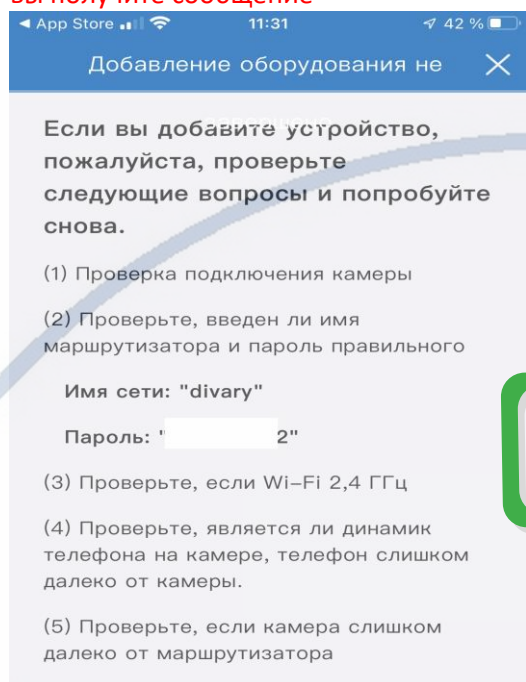 вы получите сообщение
App Store 11:31 42 %
Добавление оборудования не
Если вы добавите устройство,
пожалуйста, проверьте
следующие вопросы и попробуйте
снова.
(1) Проверка подключения камеры
(2) Проверьте, введен ли имя
маршрутизатора и пароль правильного
Имя сети: "divary"
Пароль: " 2"
(3) Проверьте, если Wi-Fi 2,4 ГГц
(4) Проверьте, является ли динамик
телефона на камере, телефон слишком
далеко от камеры.
(5) Проверьте, если камера слишком
далеко от маршрутизатора